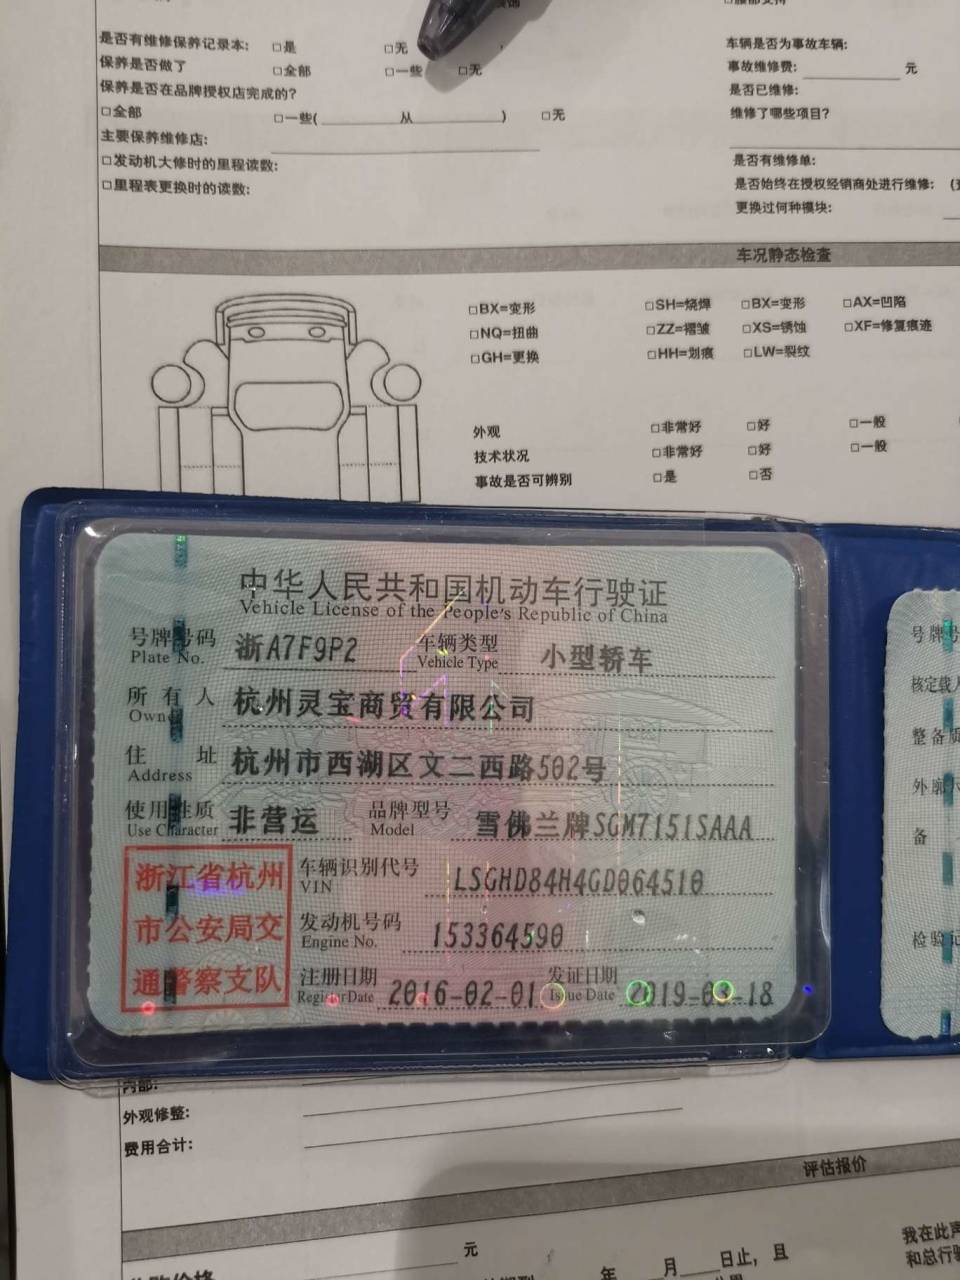 是否有维修保养记录本: □是 □无
车辆是否为事故车辆:
保养是否做了 □全部 □一些 □无
事故维修费: 元
保养是否在品牌授权店完成的?
是否已维修:
□全部 □一些( 从 ) □无
维修了哪些项目?
主要保养维修店:
□发动机大修时的里程读数:
是否有维修单:
□里程表更换时的读数:
是否始终在授权经销商处进行维修:
更换过何种模块:
车况静态检查
□BX=变形 □SH=烧焊 □BX=变形 □AX=凹陷
□NQ=扭曲 □ZZ=褶皱 □XS=锈蚀 □XF=修复痕迹
□GH=更换 □HH=划痕 □LW=裂纹
外观 □非常好 □好 □一般
技术状况 □非常好 □好 □一般
事故是否可辨别 □是 □否
中华人民共和国机动车行驶证
Vehicle License of the People's Republic of China
号牌号码 浙A7F9P2 车辆类型 小型轿车
Plate No. Vehicle Type
所有人 杭州灵宝商贸有限公司
Owner
住址 杭州市西湖区文二西路502号
Address
使用性质 非营运 品牌型号 雪佛兰牌SGM7151SAAA
Use Character Model
浙江省杭州
市公安局交
通警察支队
车辆识别代号 LSGHD84H4GD064510
VIN
发动机号码 153364590
Engine No.
注册日期 2016-02-01 发证日期
Register Date Issue Date
号牌号
核定载人
整备质
外廓尺
备
检验记
内部:
外观修整:
费用合计:
评估报价
元
年 月 日止, 且
我在此声
和总行驶